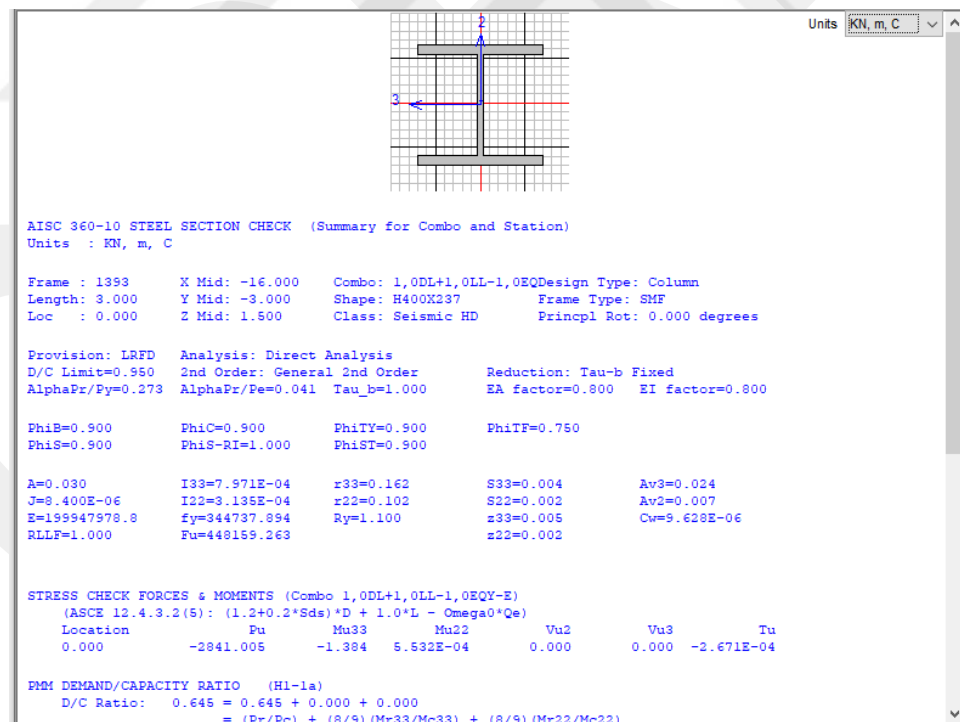 Units KN, m, C
2
3
AISC 360-10 STEEL SECTION CHECK (Summary for Combo and Station)
Units : KN, m, C
Frame : 1393 X Mid: -16.000 Combo: 1,0DL+1,0LL-1,0EQDesign Type: Column
Length: 3.000 Y Mid: -3.000 Shape: H400X237 Frame Type: SMF
Loc : 0.000 Z Mid: 1.500 Class: Seismic HD Princpl Rot: 0.000 degrees
Provision: LRFD Analysis: Direct Analysis
D/C Limit=0.950 2nd Order: General 2nd Order Reduction: Tau-b Fixed
AlphaPr/Py=0.273 AlphaPr/Pe=0.041 Tau_b=1.000 EA factor=0.800 EI factor=0.800
PhiB=0.900 PhiC=0.900 PhiTY=0.900 PhiTF=0.750
PhiS=0.900 PhiS-RI=1.000 PhiST=0.900
A=0.030 I33=7.971E-04 r33=0.162 S33=0.004 Av3=0.024
J=8.400E-06 I22=3.135E-04 r22=0.102 S22=0.002 Av2=0.007
E=199947978.8 fy=344737.894 Ry=1.100 z33=0.005 Cw=9.628E-06
RLLF=1.000 Fu=448159.263 z22=0.002
STRESS CHECK FORCES & MOMENTS (Combo 1,0DL+1,0LL-1,0EQY-E)
(ASCE 12.4.3.2(5): (1.2+0.2*Sds)*D + 1.0*L - Omega0*Qe)
Location Pu Mu33 Mu22 Vu2 Vu3 Tu
0.000 -2841.005 -1.384 5.532E-04 0.000 0.000 -2.671E-04
PMM DEMAND/CAPACITY RATIO (H1-1a)
D/C Ratio: 0.645 = 0.645 + 0.000 + 0.000
= (Pr/Pc) + (8/9)(Mr33/Mc33) + (8/9)(Mr22/Mc22)